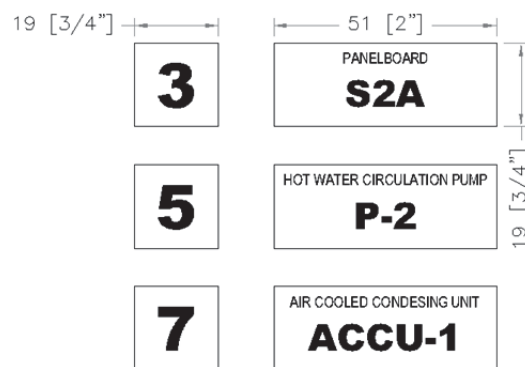 19 [3/4"]
51 [2"]
3
PANELBOARD
S2A
19 [3/4"]
5
HOT WATER CIRCULATION PUMP
P-2
7
AIR COOLED CONDESING UNIT
ACCU-1